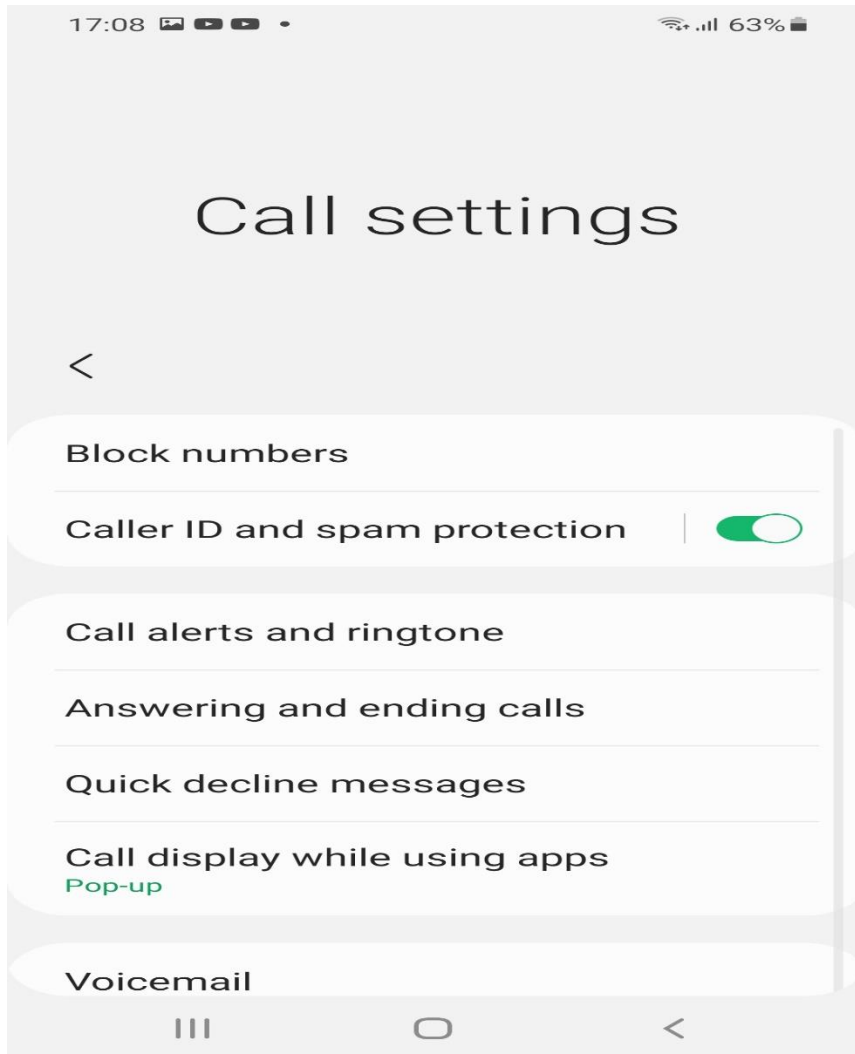 17:08 63%
Call settings
Block numbers
Caller ID and spam protection
Call alerts and ringtone
Answering and ending calls
Quick decline messages
Call display while using apps
Pop-up
Voicemail